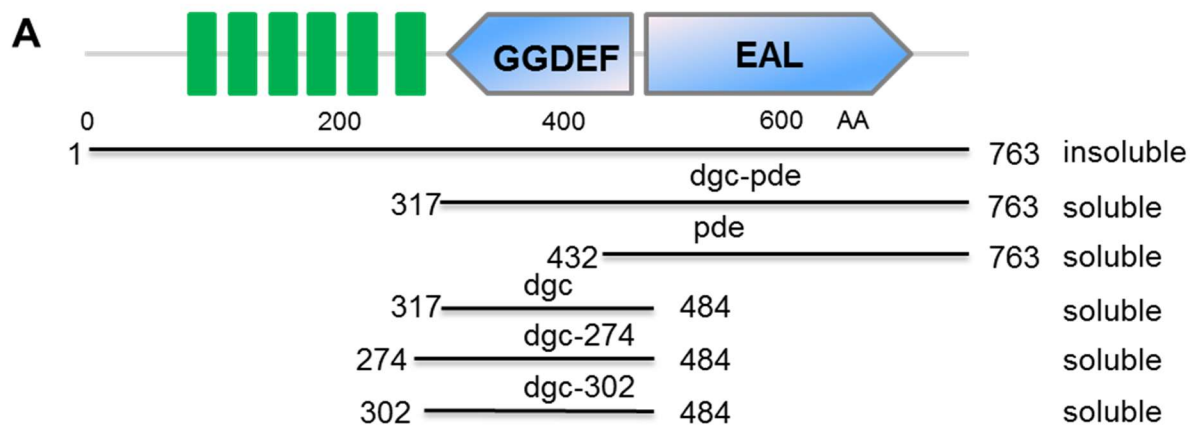 A
GGDEF EAL
0 200 400 600 AA
1 763 insoluble
dgc-pde
317 763 soluble
pde
432 763 soluble
dgc
317 484 soluble
dgc-274
274 484 soluble
dgc-302
302 484 soluble